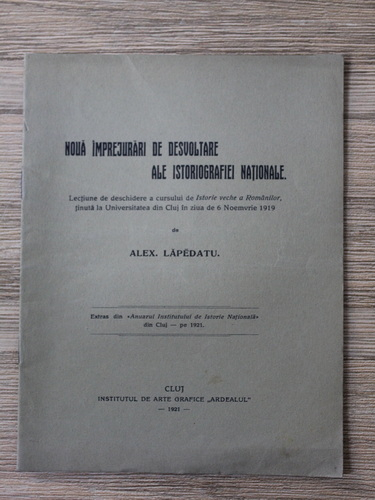 NOUĂ ÎMPREJURĂRI DE DESVOLTARE
ALE ISTORIOGRAFIEI NAȚIONALE.
Lecțiune de deschidere a cursului de Istorie veche a Românilor,
ținută la Universitatea din Cluj în ziua de 6 Noemvrie 1919
de
ALEX. LĂPĚDATU.
Extras din «Anuarul Institutului de Istorie Națională»
din Cluj — pe 1921.
CLUJ
INSTITUTUL DE ARTE GRAFICE „ARDEALUL"
— 1921 —